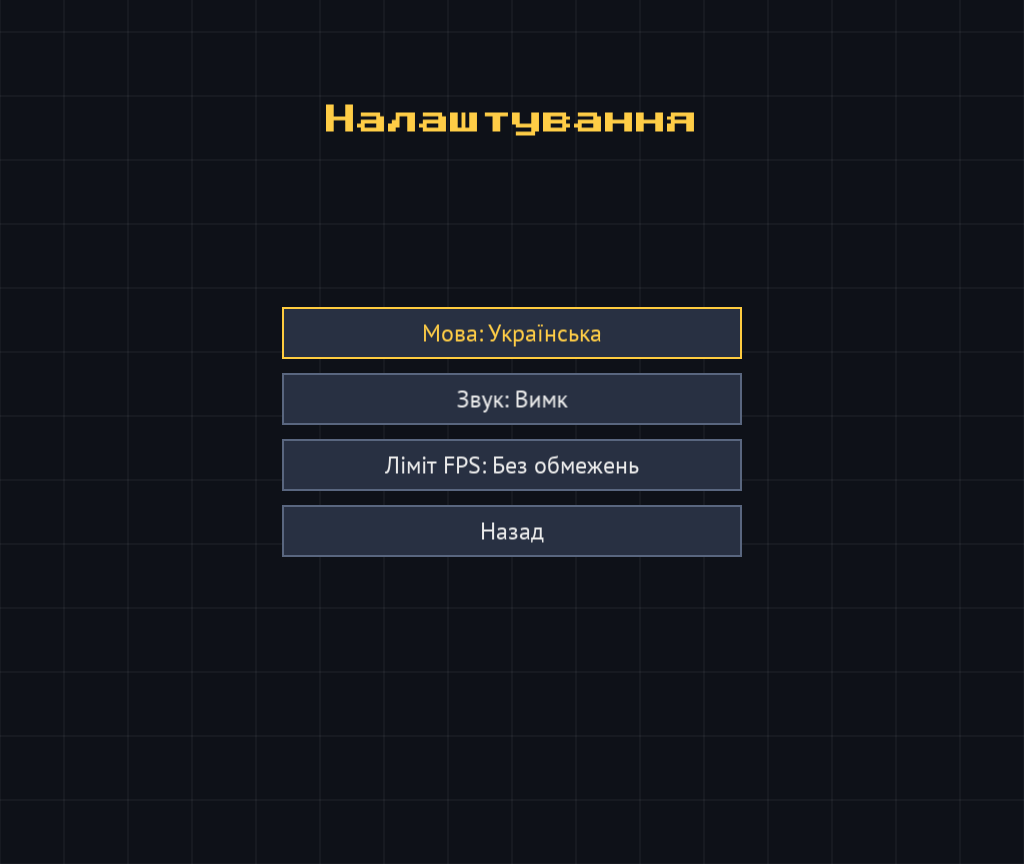 Налаштування
Мова: Українська
Звук: Вимк
Ліміт FPS: Без обмежень
Назад